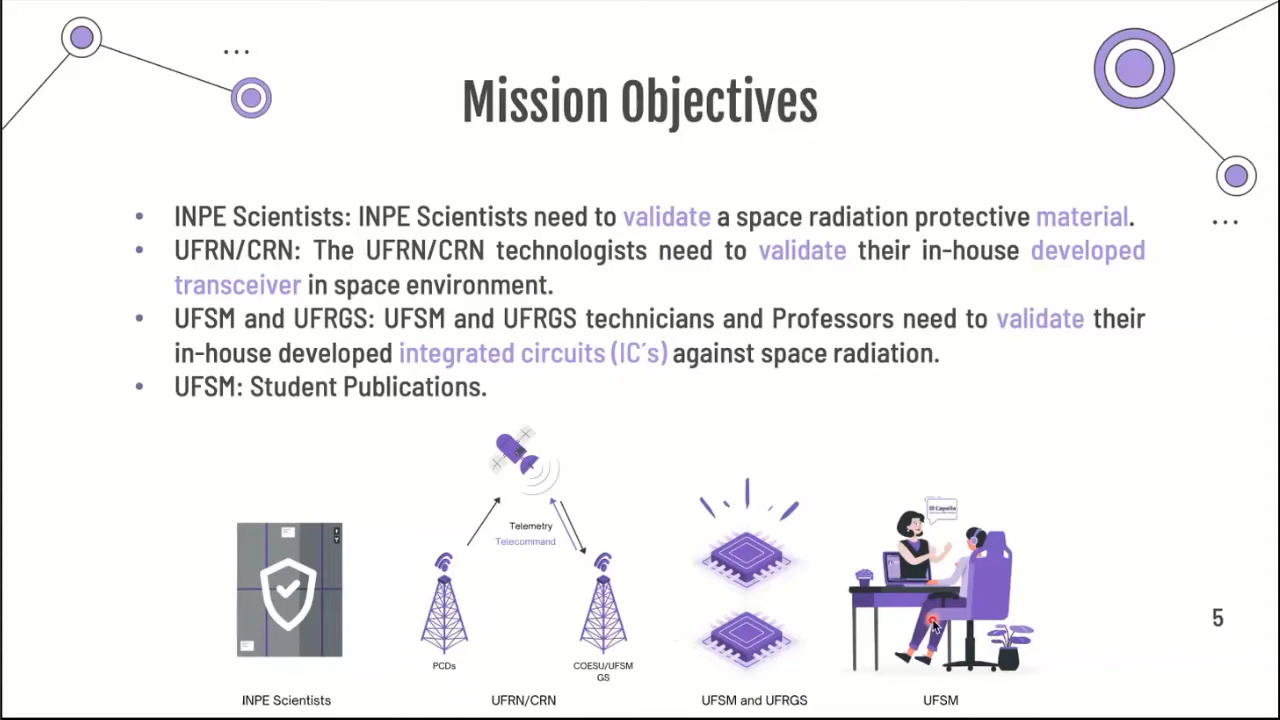 Mission Objectives
• INPE Scientists: INPE Scientists need to validate a space radiation protective material.
• UFRN/CRN: The UFRN/CRN technologists need to validate their in-house developed
transceiver in space environment.
• UFSM and UFRGS: UFSM and UFRGS technicians and Professors need to validate their
in-house developed integrated circuits (IC´s) against space radiation.
• UFSM: Student Publications.
Telemetry
Telecommand
Capella
PCDs
COESU/UFSM
GS
5
INPE Scientists
UFRN/CRN
UFSM and UFRGS
UFSM